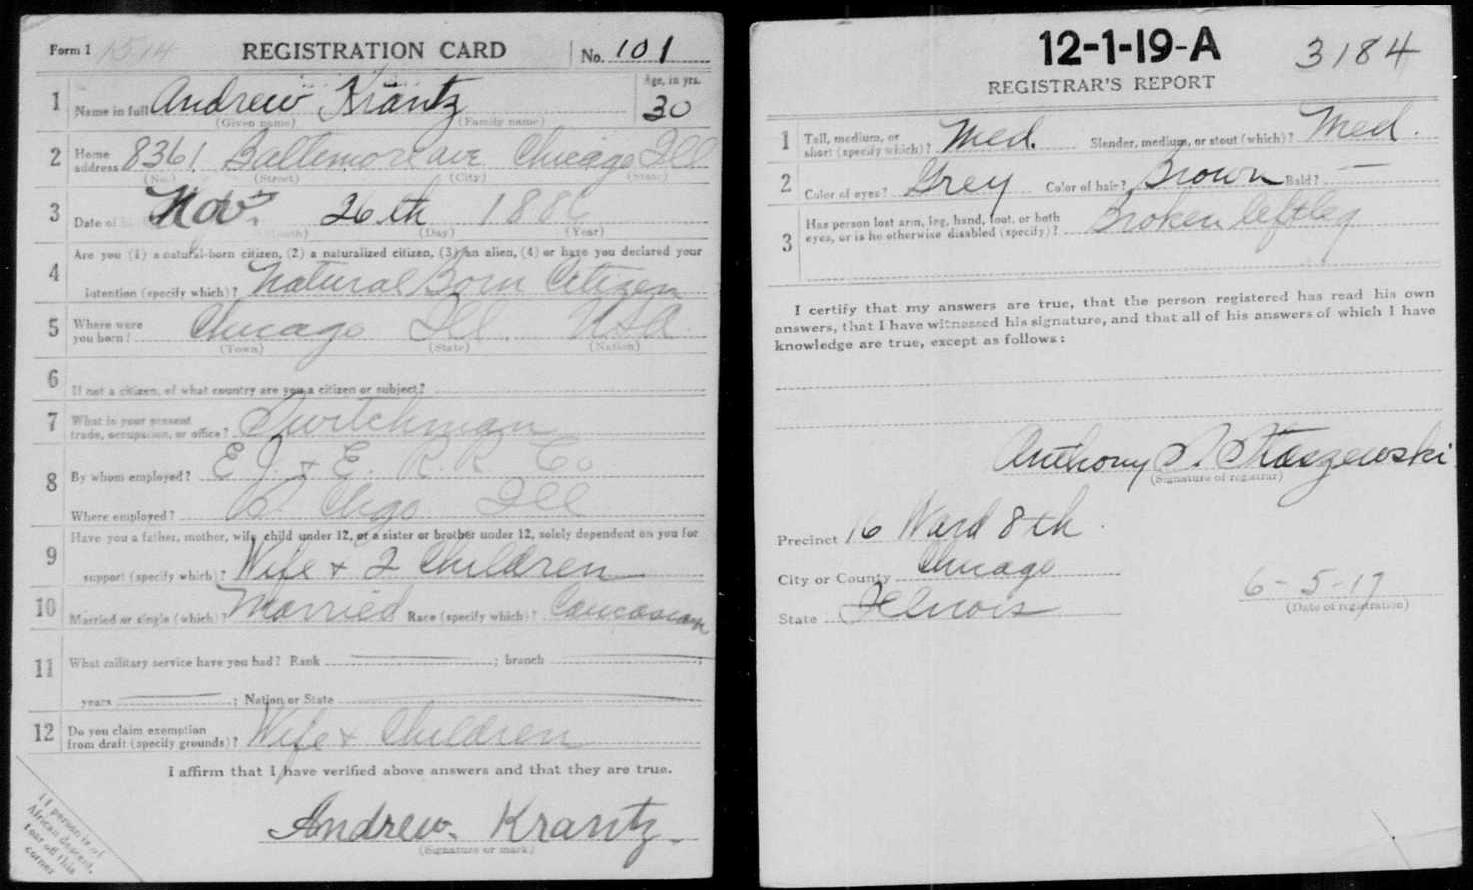 Form 1 1514 REGISTRATION CARD No. 101
1 Name in full Andrew Krantz Age, in yrs. 30
(Given name) (Family name)
2 Home address 8361 Baltimore ave Chicago Ill
(No.) (Street) (City) (State)
3 Date of Nov. 26th 1886
(Day) (Year)
Are you (1) a natural-born citizen, (2) a naturalized citizen, (3) an alien, (4) or have you declared your
4 intention (specify which)? Natural Born Citizen
5 Where were you born? Chicago Ill. USA.
(Town) (State) (Nation)
6 If not a citizen, of what country are you a citizen or subject?
7 What is your present trade, occupation, or office? Switchman
8 By whom employed? E J. & E. R.R. Co
Where employed? So. Chgo Ill
Have you a father, mother, wife child under 12, or a sister or brother under 12, solely dependent on you for
9 support (specify which)? Wife & 2 Children
10 Married or single (which)? Married Race (specify which)? Caucasian
11 What military service have you had? Rank ; branch ;
years ; Nation or State
12 Do you claim exemption from draft (specify grounds)? Wife & Children
I affirm that I have verified above answers and that they are true.
Andrew Krantz
(Signature or mark)
If person is of
African descent,
tear off this
corner
12-1-19-A 3184
REGISTRAR'S REPORT
1 Tall, medium, or short (specify which)? Med. Slender, medium, or stout (which)? Med.
2 Color of eyes? Grey Color of hair? Brown Bald? —
3 Has person lost arm, leg, hand, foot, or both eyes, or is he otherwise disabled (specify)? Broken left leg
I certify that my answers are true, that the person registered has read his own
answers, that I have witnessed his signature, and that all of his answers of which I have
knowledge are true, except as follows:
Anthony S. Staszewski
(Signature of registrar)
Precinct 16 Ward 8th.
City or County Chicago
State Illinois
6-5-17
(Date of registration)